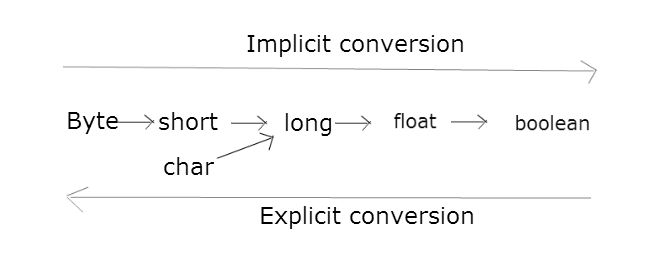 Implicit conversion
Byte short long float boolean
char
Explicit conversion